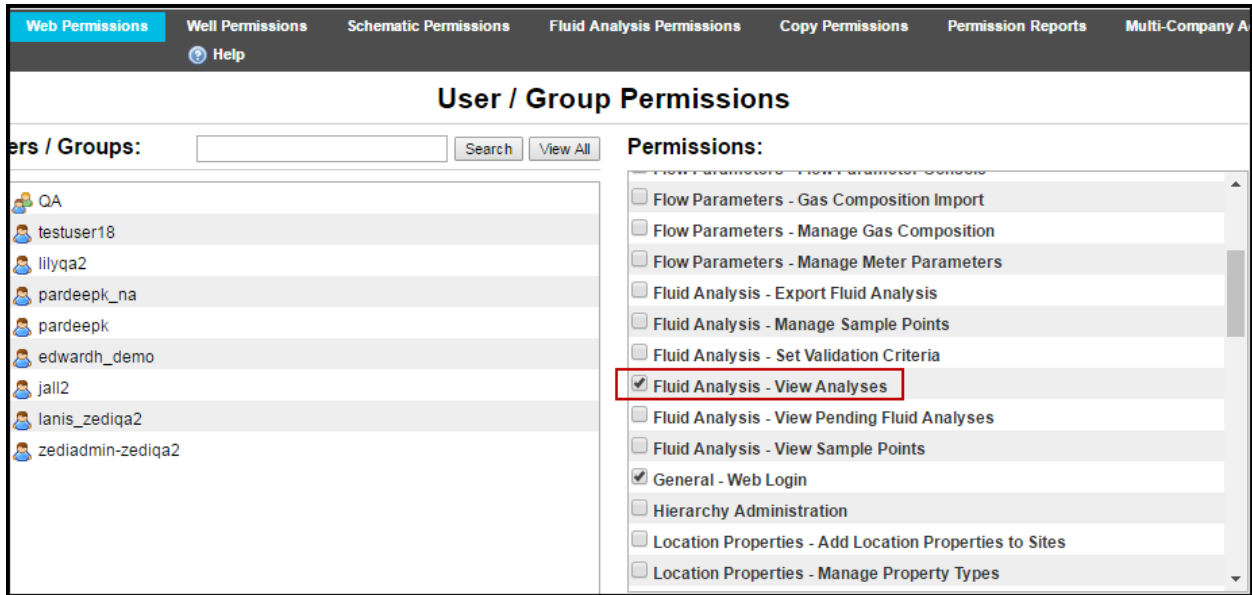 Web Permissions Well Permissions Schematic Permissions Fluid Analysis Permissions Copy Permissions Permission Reports Multi-Company A
Help
User / Group Permissions
ers / Groups: Search View All
QA
testuser18
lilyqa2
pardeepk_na
pardeepk
edwardh_demo
jall2
lanis_zediqa2
zediadmin-zediqa2
Permissions:
Flow Parameters - Gas Composition Import
Flow Parameters - Manage Gas Composition
Flow Parameters - Manage Meter Parameters
Fluid Analysis - Export Fluid Analysis
Fluid Analysis - Manage Sample Points
Fluid Analysis - Set Validation Criteria
Fluid Analysis - View Analyses
Fluid Analysis - View Pending Fluid Analyses
Fluid Analysis - View Sample Points
General - Web Login
Hierarchy Administration
Location Properties - Add Location Properties to Sites
Location Properties - Manage Property Types